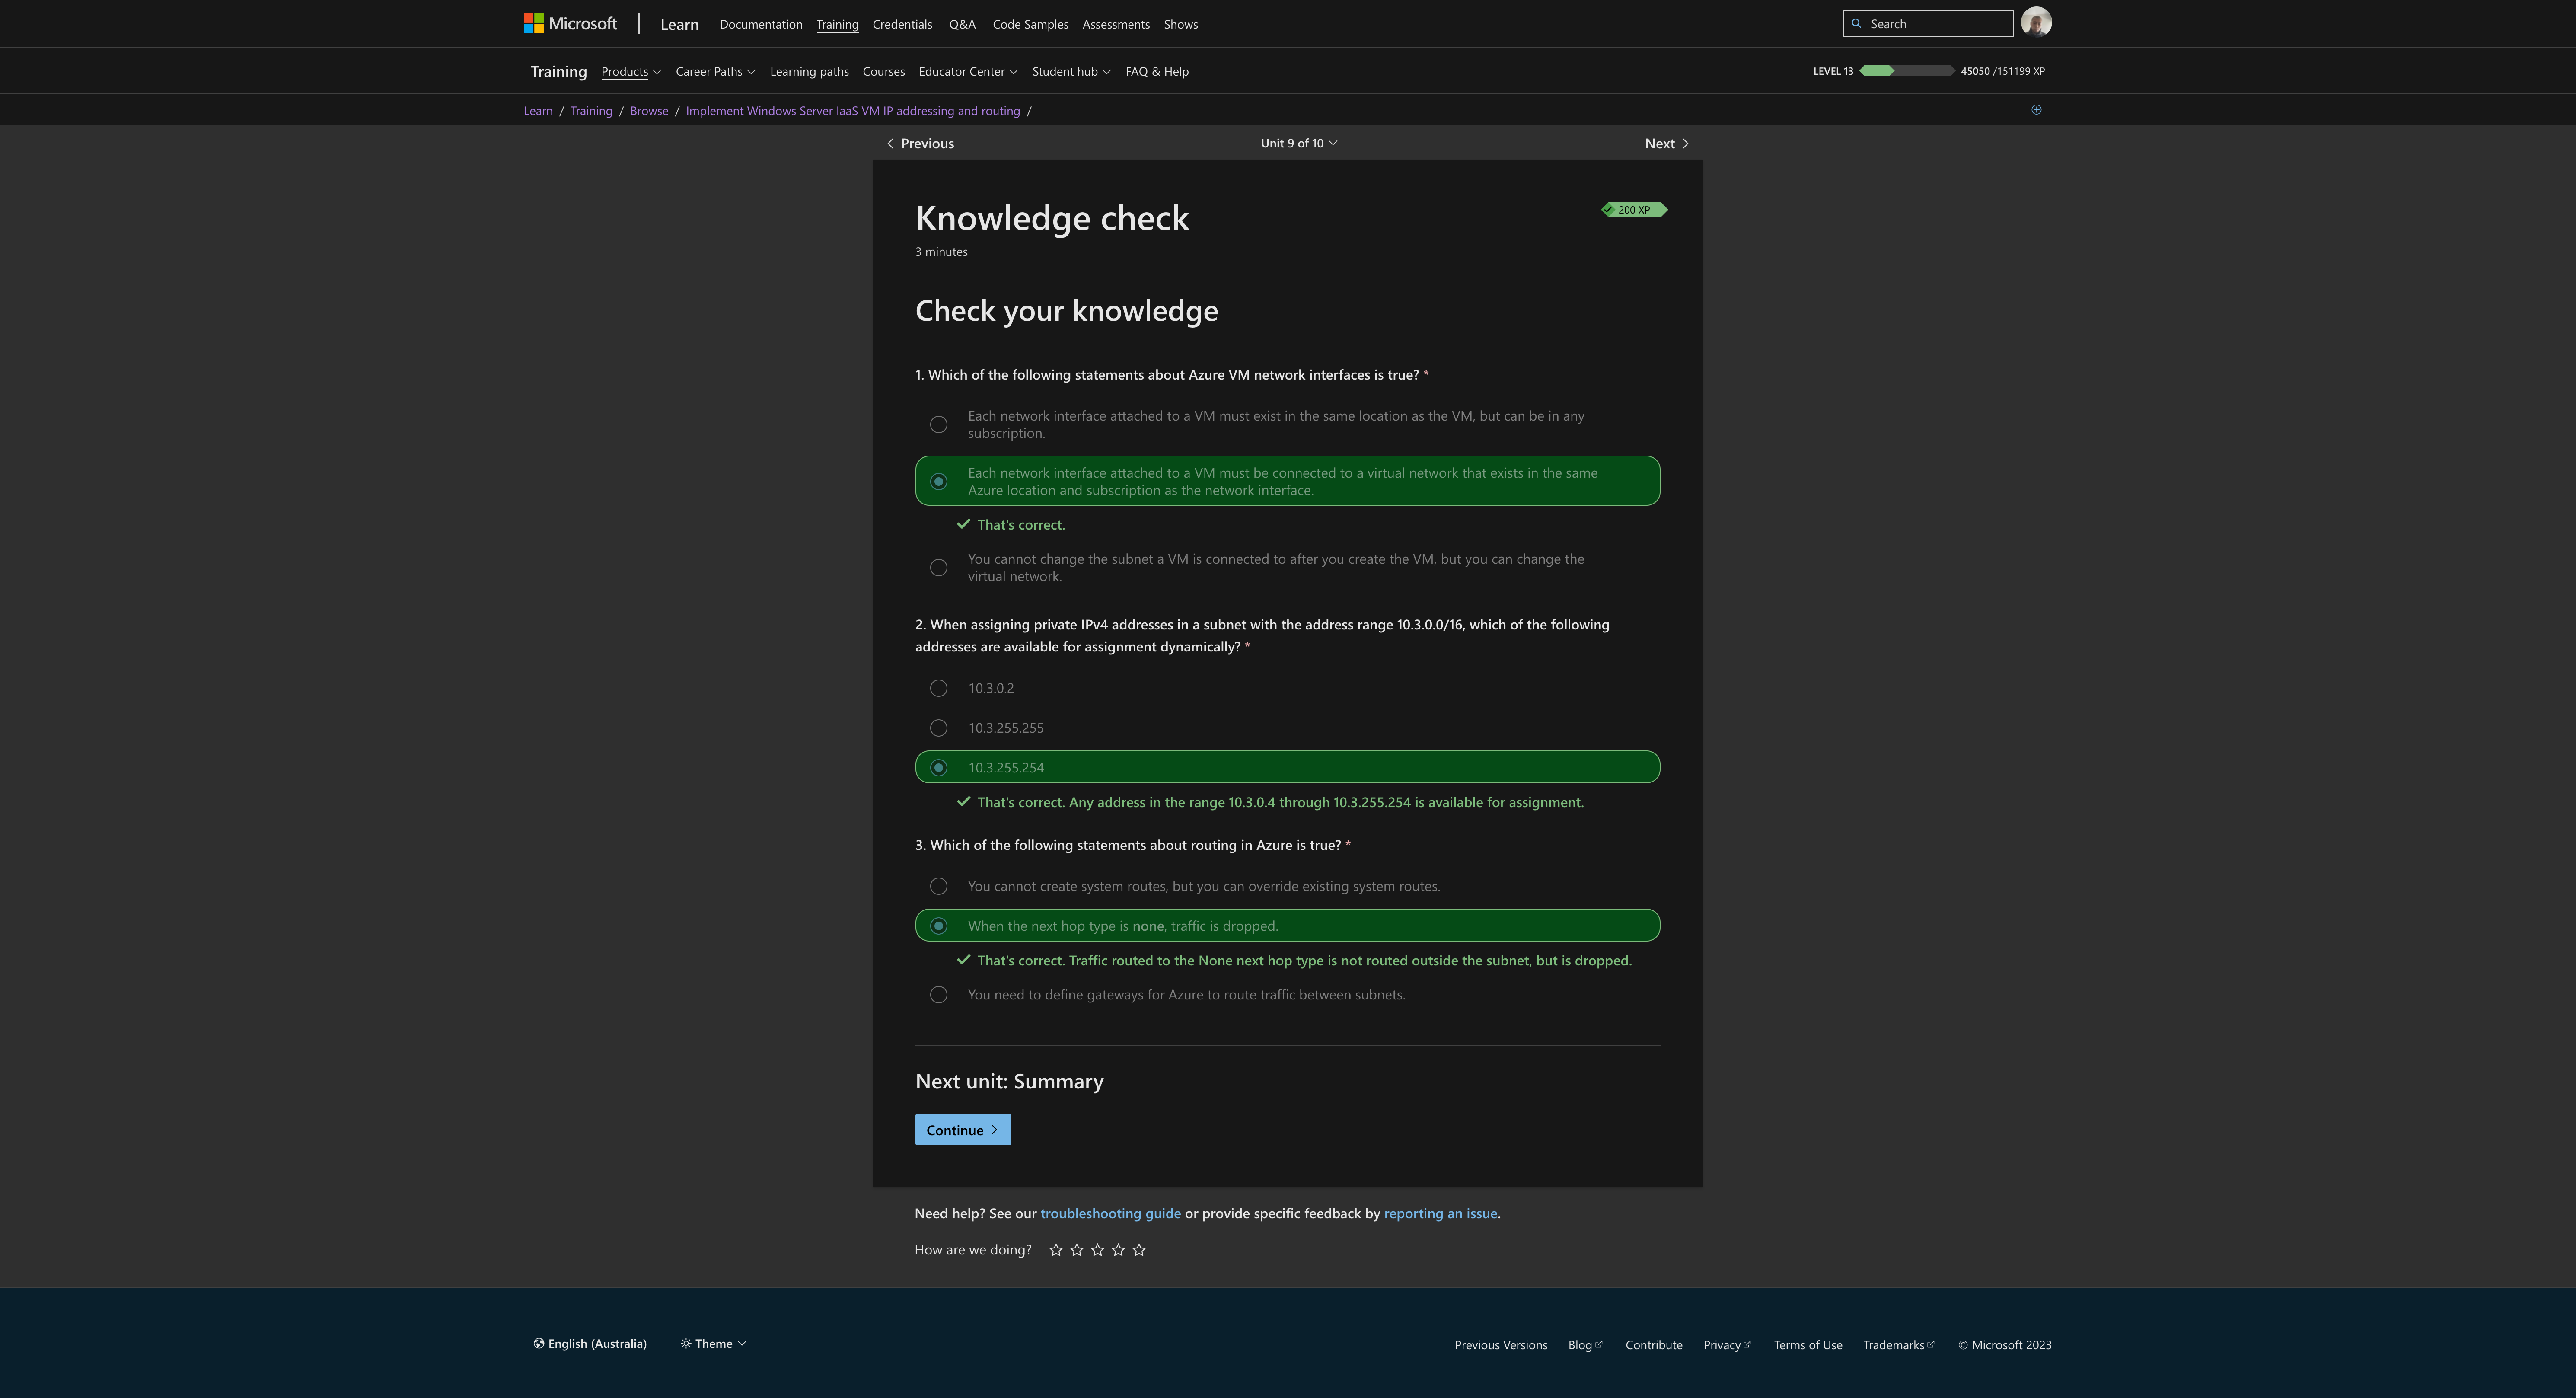 Microsoft
Learn
Documentation
Training
Credentials
Q&A
Code Samples
Assessments
Shows
Search
Training
Products
Career Paths
Learning paths
Courses
Educator Center
Student hub
FAQ & Help
LEVEL 13
45050 /151199 XP
Learn / Training / Browse / Implement Windows Server IaaS VM IP addressing and routing /
Previous
Unit 9 of 10
Next
Knowledge check
200 XP
3 minutes
Check your knowledge
1. Which of the following statements about Azure VM network interfaces is true? *
Each network interface attached to a VM must exist in the same location as the VM, but can be in any
subscription.
Each network interface attached to a VM must be connected to a virtual network that exists in the same
Azure location and subscription as the network interface.
That's correct.
You cannot change the subnet a VM is connected to after you create the VM, but you can change the
virtual network.
2. When assigning private IPv4 addresses in a subnet with the address range 10.3.0.0/16, which of the following
addresses are available for assignment dynamically? *
10.3.0.2
10.3.255.255
10.3.255.254
That's correct. Any address in the range 10.3.0.4 through 10.3.255.254 is available for assignment.
3. Which of the following statements about routing in Azure is true? *
You cannot create system routes, but you can override existing system routes.
When the next hop type is none, traffic is dropped.
That's correct. Traffic routed to the None next hop type is not routed outside the subnet, but is dropped.
You need to define gateways for Azure to route traffic between subnets.
Next unit: Summary
Continue
Need help? See our troubleshooting guide or provide specific feedback by reporting an issue.
How are we doing?
English (Australia)
Theme
Previous Versions
Blog
Contribute
Privacy
Terms of Use
Trademarks
© Microsoft 2023